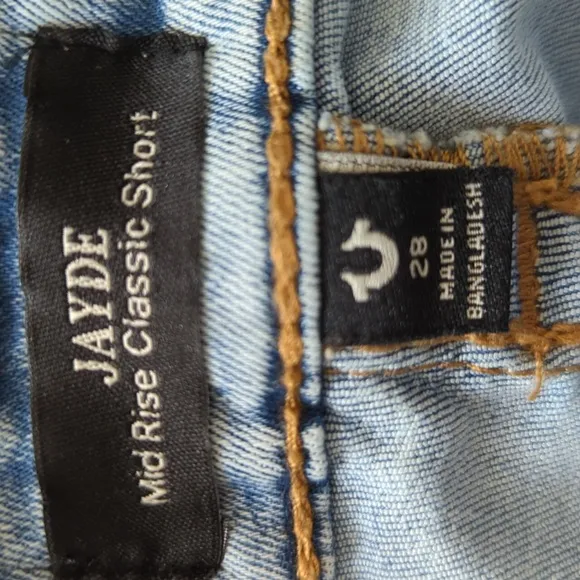 JAYDE
Mid Rise Classic Short
28
MADE IN
BANGLADESH